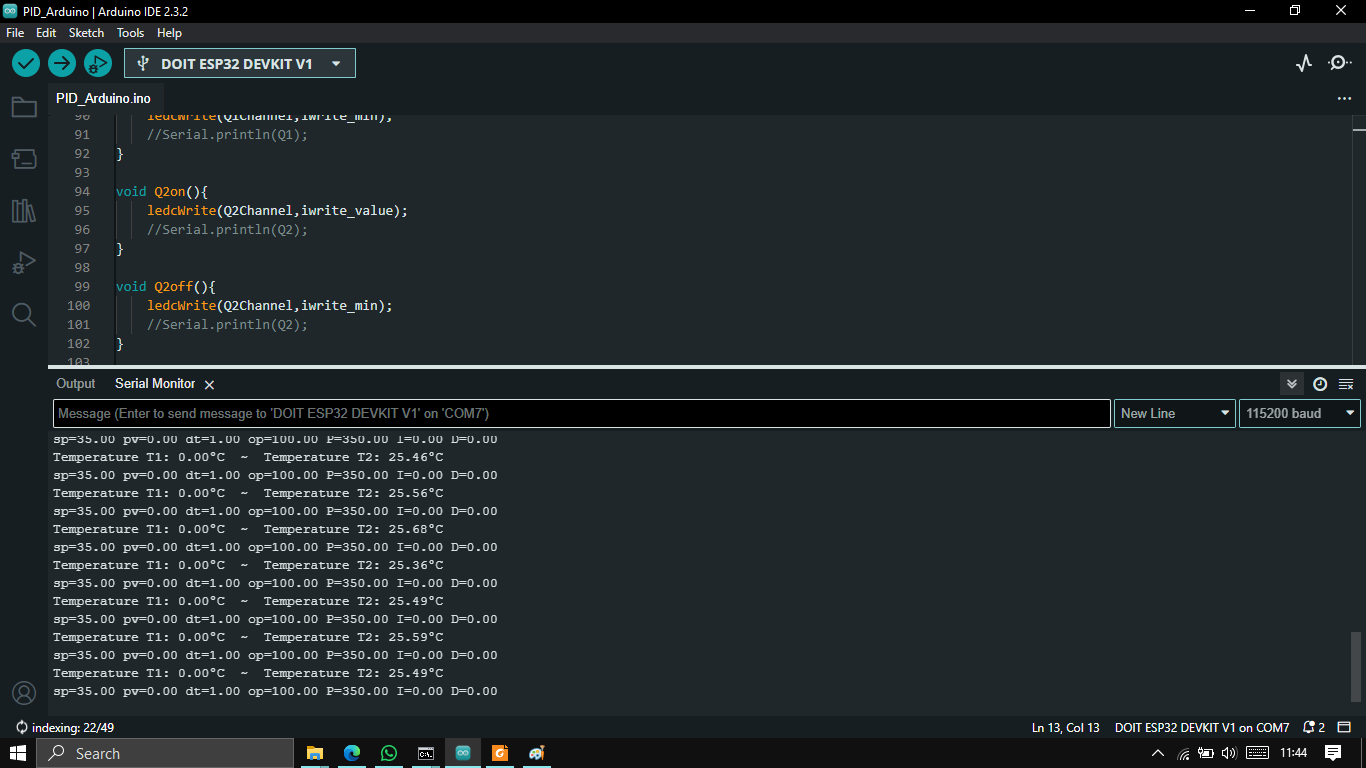 PID_Arduino | Arduino IDE 2.3.2
File Edit Sketch Tools Help
DOIT ESP32 DEVKIT V1
PID_Arduino.ino
90 ledcWrite(Q1Channel,iwrite_min);
91 //Serial.println(Q1);
92 }
93
94 void Q2on(){
95 ledcWrite(Q2Channel,iwrite_value);
96 //Serial.println(Q2);
97 }
98
99 void Q2off(){
100 ledcWrite(Q2Channel,iwrite_min);
101 //Serial.println(Q2);
102 }
103
Output Serial Monitor
Message (Enter to send message to 'DOIT ESP32 DEVKIT V1' on 'COM7')
New Line
115200 baud
sp=35.00 pv=0.00 dt=1.00 op=100.00 P=350.00 I=0.00 D=0.00
Temperature T1: 0.00°C ~ Temperature T2: 25.46°C
sp=35.00 pv=0.00 dt=1.00 op=100.00 P=350.00 I=0.00 D=0.00
Temperature T1: 0.00°C ~ Temperature T2: 25.56°C
sp=35.00 pv=0.00 dt=1.00 op=100.00 P=350.00 I=0.00 D=0.00
Temperature T1: 0.00°C ~ Temperature T2: 25.68°C
sp=35.00 pv=0.00 dt=1.00 op=100.00 P=350.00 I=0.00 D=0.00
Temperature T1: 0.00°C ~ Temperature T2: 25.36°C
sp=35.00 pv=0.00 dt=1.00 op=100.00 P=350.00 I=0.00 D=0.00
Temperature T1: 0.00°C ~ Temperature T2: 25.49°C
sp=35.00 pv=0.00 dt=1.00 op=100.00 P=350.00 I=0.00 D=0.00
Temperature T1: 0.00°C ~ Temperature T2: 25.59°C
sp=35.00 pv=0.00 dt=1.00 op=100.00 P=350.00 I=0.00 D=0.00
Temperature T1: 0.00°C ~ Temperature T2: 25.49°C
sp=35.00 pv=0.00 dt=1.00 op=100.00 P=350.00 I=0.00 D=0.00
indexing: 22/49
Ln 13, Col 13 DOIT ESP32 DEVKIT V1 on COM7 2
Search
11:44